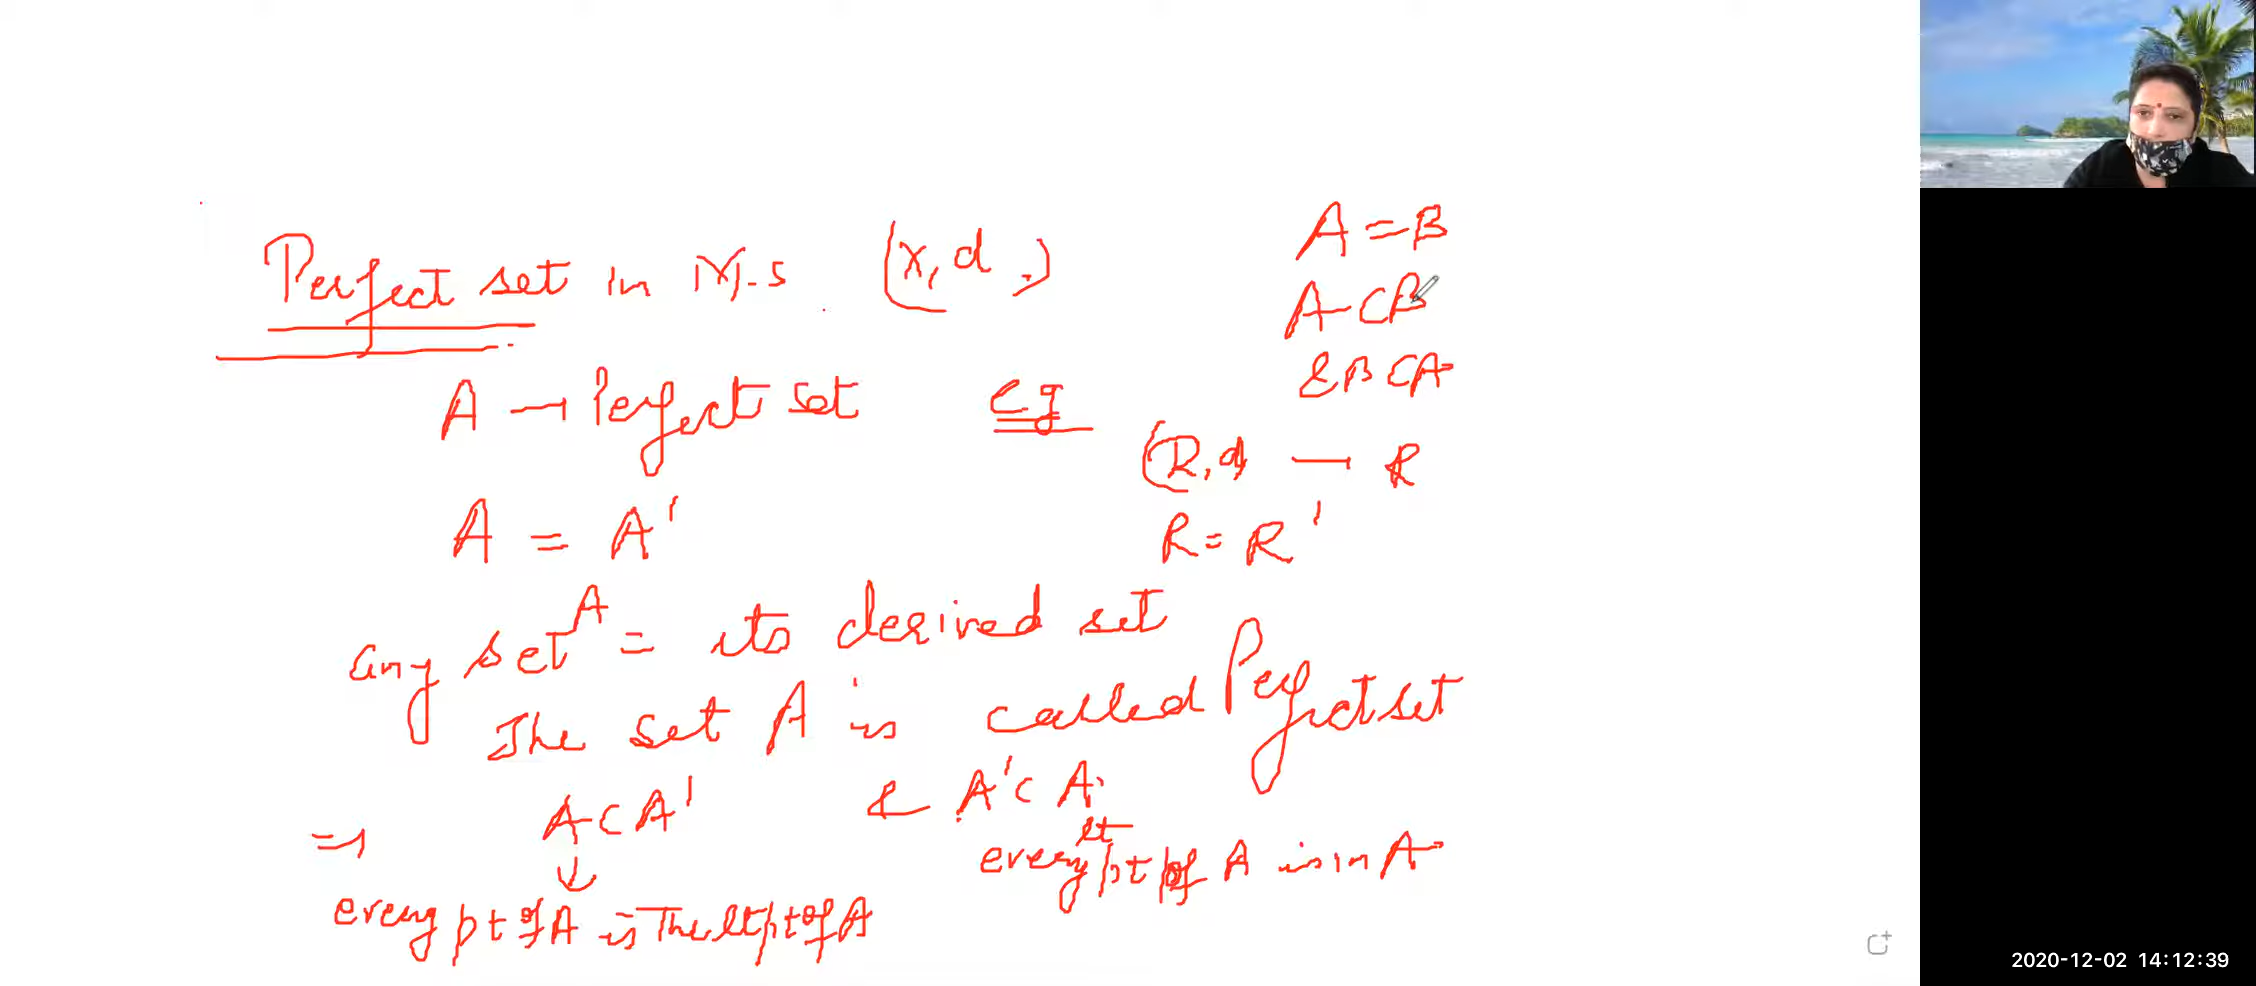 Perfect set in M.S (X, d)
A = B
A ⊂ B
& B ⊂ A
A → Perfect set
eg
(R, d) — R
A = A'
R = R'
any set A = its derived set
The set A is called Perfect set
⇒ A ⊂ A' & A' ⊂ A
↓
every pt of A is the lt pt of A
every lt pt of A is in A
2020-12-02 14:12:39